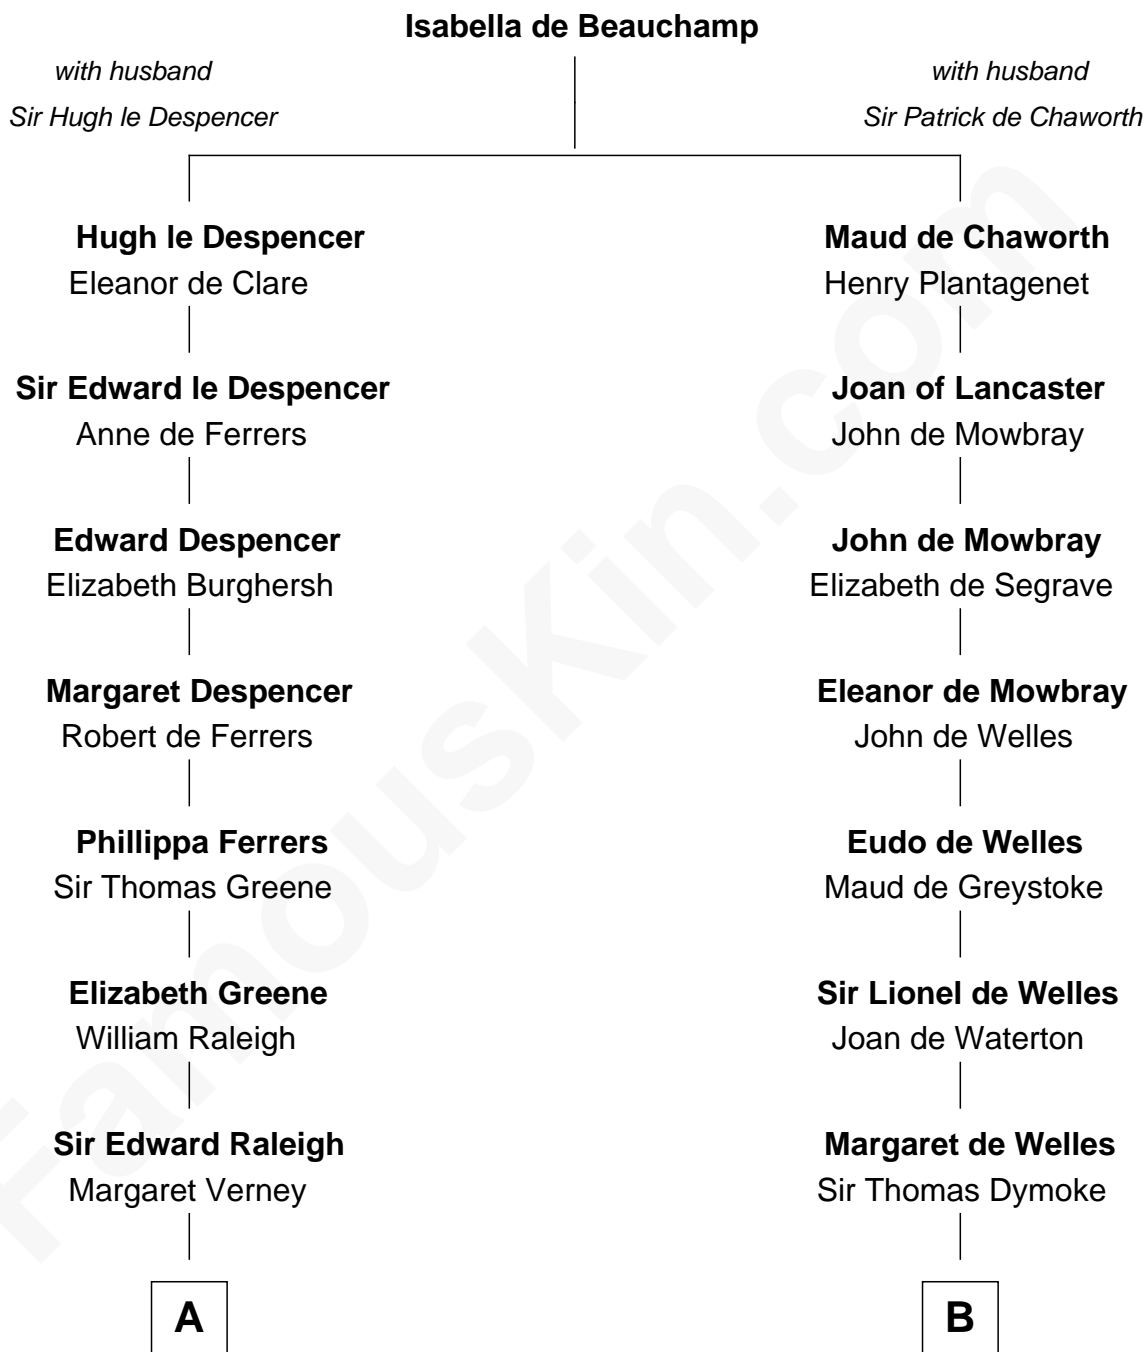 Isabella de Beauchamp
with husband
Sir Hugh le Despencer
with husband
Sir Patrick de Chaworth
Hugh le Despencer
Eleanor de Clare
Maud de Chaworth
Henry Plantagenet
Sir Edward le Despencer
Anne de Ferrers
Joan of Lancaster
John de Mowbray
Edward Despencer
Elizabeth Burghersh
John de Mowbray
Elizabeth de Segrave
Margaret Despencer
Robert de Ferrers
Eleanor de Mowbray
John de Welles
Phillippa Ferrers
Sir Thomas Greene
Eudo de Welles
Maud de Greystoke
Elizabeth Greene
William Raleigh
Sir Lionel de Welles
Joan de Waterton
Sir Edward Raleigh
Margaret Verney
Margaret de Welles
Sir Thomas Dymoke
A
B
FamousKin.com